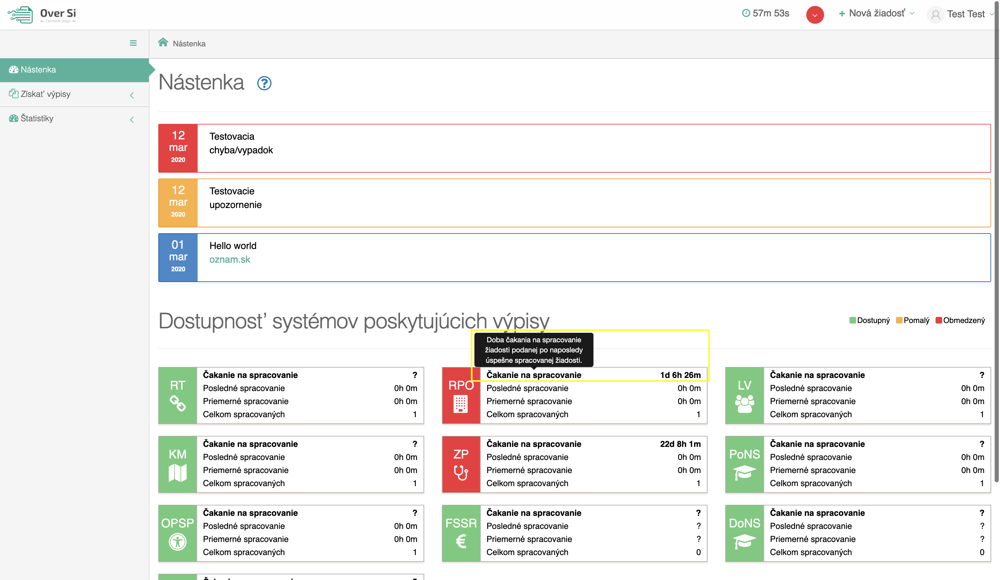 Over Si
Centrálne údaje
57m 53s
Nová žiadosť
Test Test
Nástenka
Nástenka
Získať výpisy
Štatistiky
Nástenka
12
mar
2020
Testovacia
chyba/vypadok
12
mar
2020
Testovacie
upozornenie
01
mar
2020
Hello world
oznam.sk
Dostupnosť systémov poskytujúcich výpisy
Dostupný Pomalý Obmedzený
Doba čakania na spracovanie
žiadosti podanej po naposledy
úspešne spracovanej žiadosti.
RT
Čakanie na spracovanie ?
Posledné spracovanie 0h 0m
Priemerné spracovanie 0h 0m
Celkom spracovaných 1
RPO
Čakanie na spracovanie 1d 6h 26m
Posledné spracovanie 0h 0m
Priemerné spracovanie 0h 0m
Celkom spracovaných 1
LV
Čakanie na spracovanie ?
Posledné spracovanie 0h 0m
Priemerné spracovanie 0h 0m
Celkom spracovaných 1
KM
Čakanie na spracovanie ?
Posledné spracovanie 0h 0m
Priemerné spracovanie 0h 0m
Celkom spracovaných 1
ZP
Čakanie na spracovanie 22d 8h 1m
Posledné spracovanie 0h 0m
Priemerné spracovanie 0h 0m
Celkom spracovaných 1
PoNS
Čakanie na spracovanie ?
Posledné spracovanie 0h 0m
Priemerné spracovanie 0h 0m
Celkom spracovaných 1
OPSP
Čakanie na spracovanie ?
Posledné spracovanie 0h 0m
Priemerné spracovanie 0h 0m
Celkom spracovaných 1
FSSR
Čakanie na spracovanie ?
Posledné spracovanie ?
Priemerné spracovanie ?
Celkom spracovaných 0
DoNS
Čakanie na spracovanie ?
Posledné spracovanie ?
Priemerné spracovanie ?
Celkom spracovaných 0